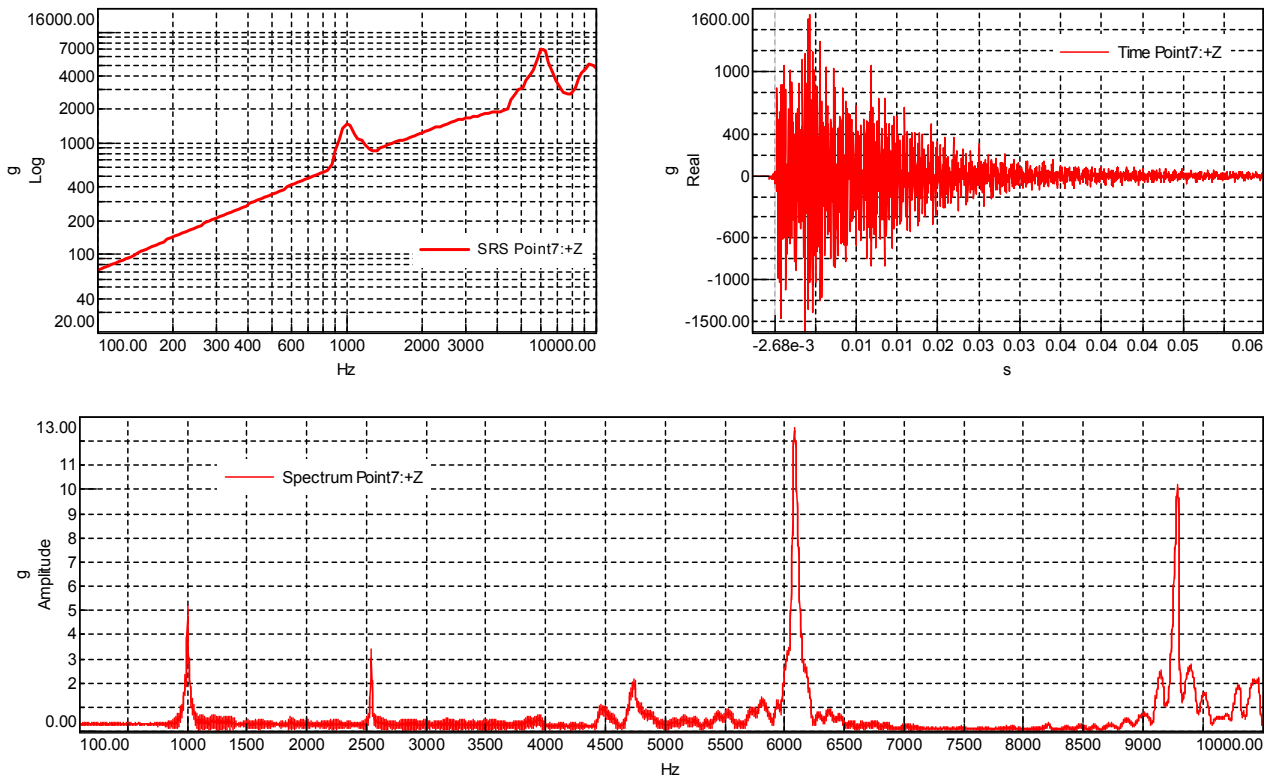 16000.00
7000
4000
2000
1000
400
200
100
40
20.00
g
Log
SRS Point7:+Z
100.00 200 300 400 600 1000 2000 3000 10000.00
Hz
1600.00
1000
400
0
-600
-1000
-1500.00
g
Real
Time Point7:+Z
-2.68e-3 0.01 0.01 0.02 0.02 0.03 0.03 0.04 0.04 0.05 0.06
s
13.00
11
10
9
8
7
6
5
4
3
2
0.00
g
Amplitude
Spectrum Point7:+Z
100.00 1000 1500 2000 2500 3000 3500 4000 4500 5000 5500 6000 6500 7000 7500 8000 8500 9000 10000.00
Hz